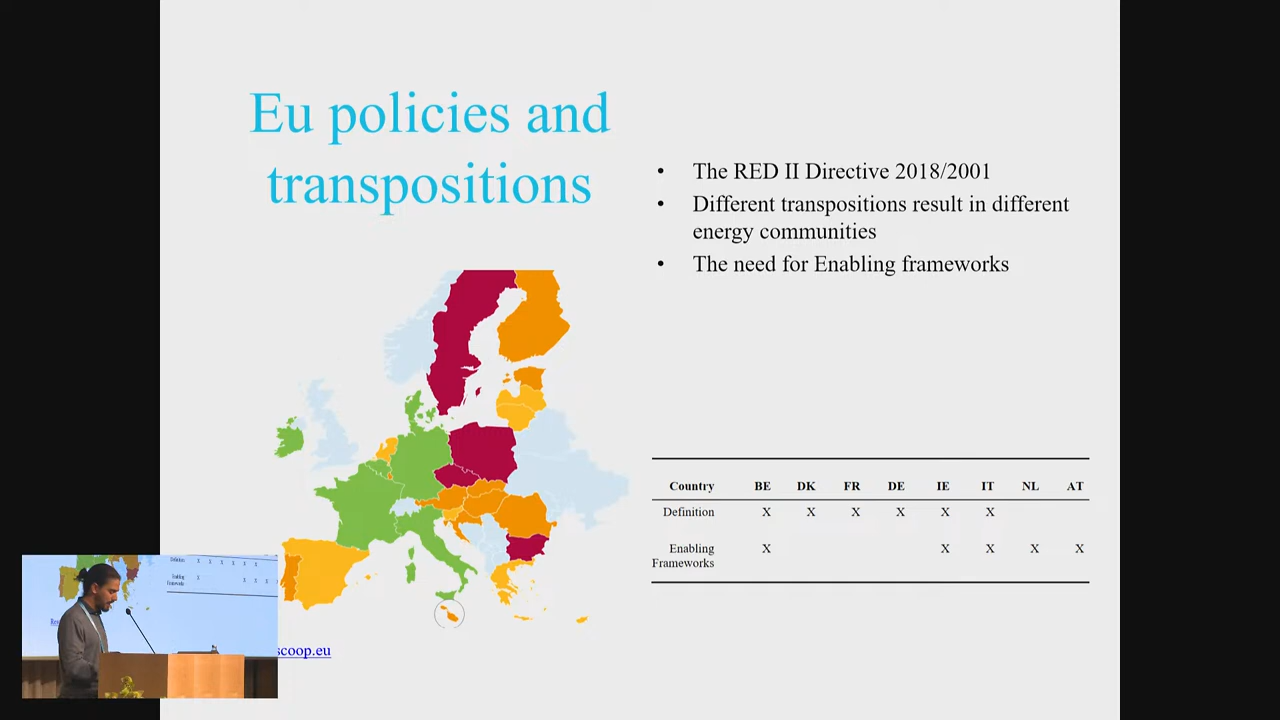 Eu policies and
transpositions
• The RED II Directive 2018/2001
• Different transpositions result in different
energy communities
• The need for Enabling frameworks
Country BE DK FR DE IE IT NL AT
Definition X X X X X X
Enabling X X X X X
Frameworks
scoop.eu